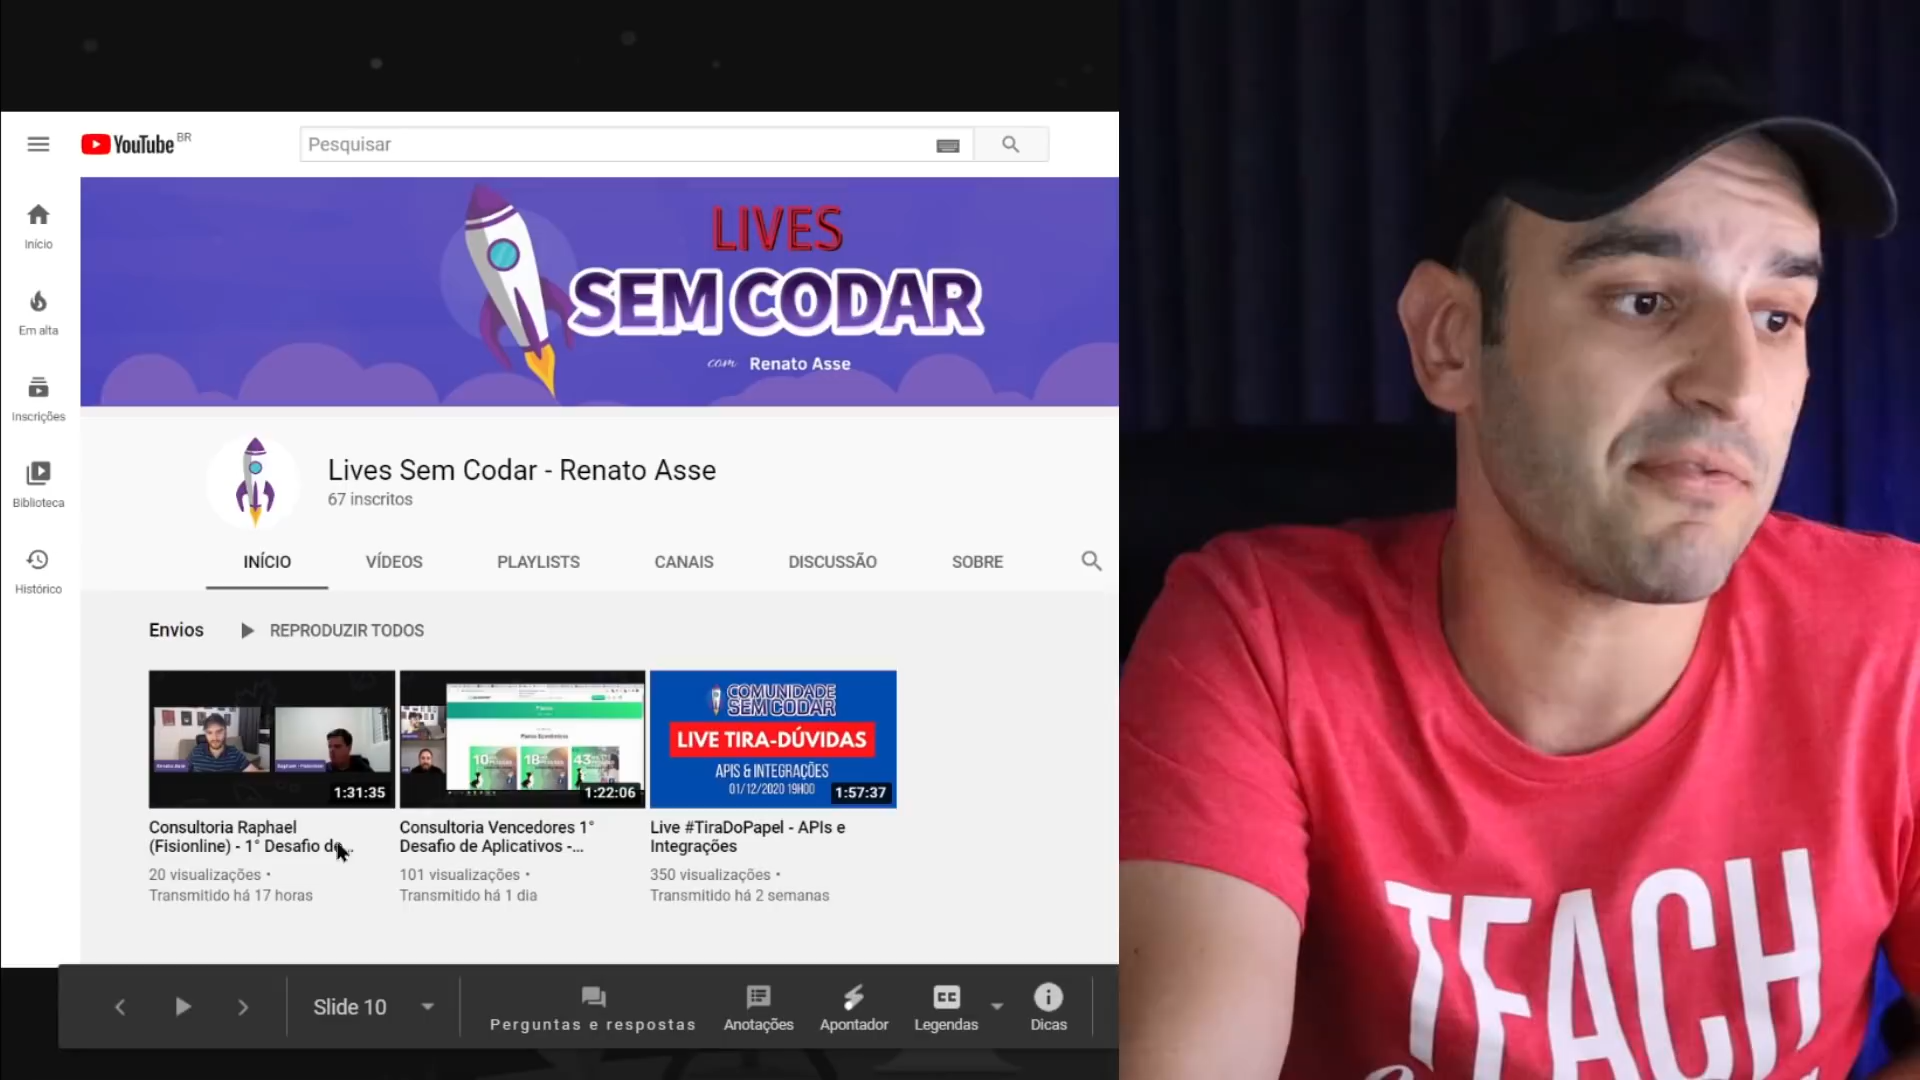 YouTube BR
Pesquisar
Início
Em alta
Inscrições
Biblioteca
Histórico
LIVES
SEM CODAR
com Renato Asse
Lives Sem Codar - Renato Asse
67 inscritos
INÍCIO VÍDEOS PLAYLISTS CANAIS DISCUSSÃO SOBRE
Envios REPRODUZIR TODOS
1:31:35
Consultoria Raphael
(Fisionline) - 1° Desafio de...
20 visualizações •
Transmitido há 17 horas
10
18
43
1:22:06
Consultoria Vencedores 1°
Desafio de Aplicativos -...
101 visualizações •
Transmitido há 1 dia
COMUNIDADE
SEM CODAR
LIVE TIRA-DÚVIDAS
APIS & INTEGRAÇÕES
01/12/2020 19H00
1:57:37
Live #TiraDoPapel - APIs e
Integrações
350 visualizações •
Transmitido há 2 semanas
Slide 10
Perguntas e respostas
Anotações
Apontador
CC
Legendas
Dicas
TEACH